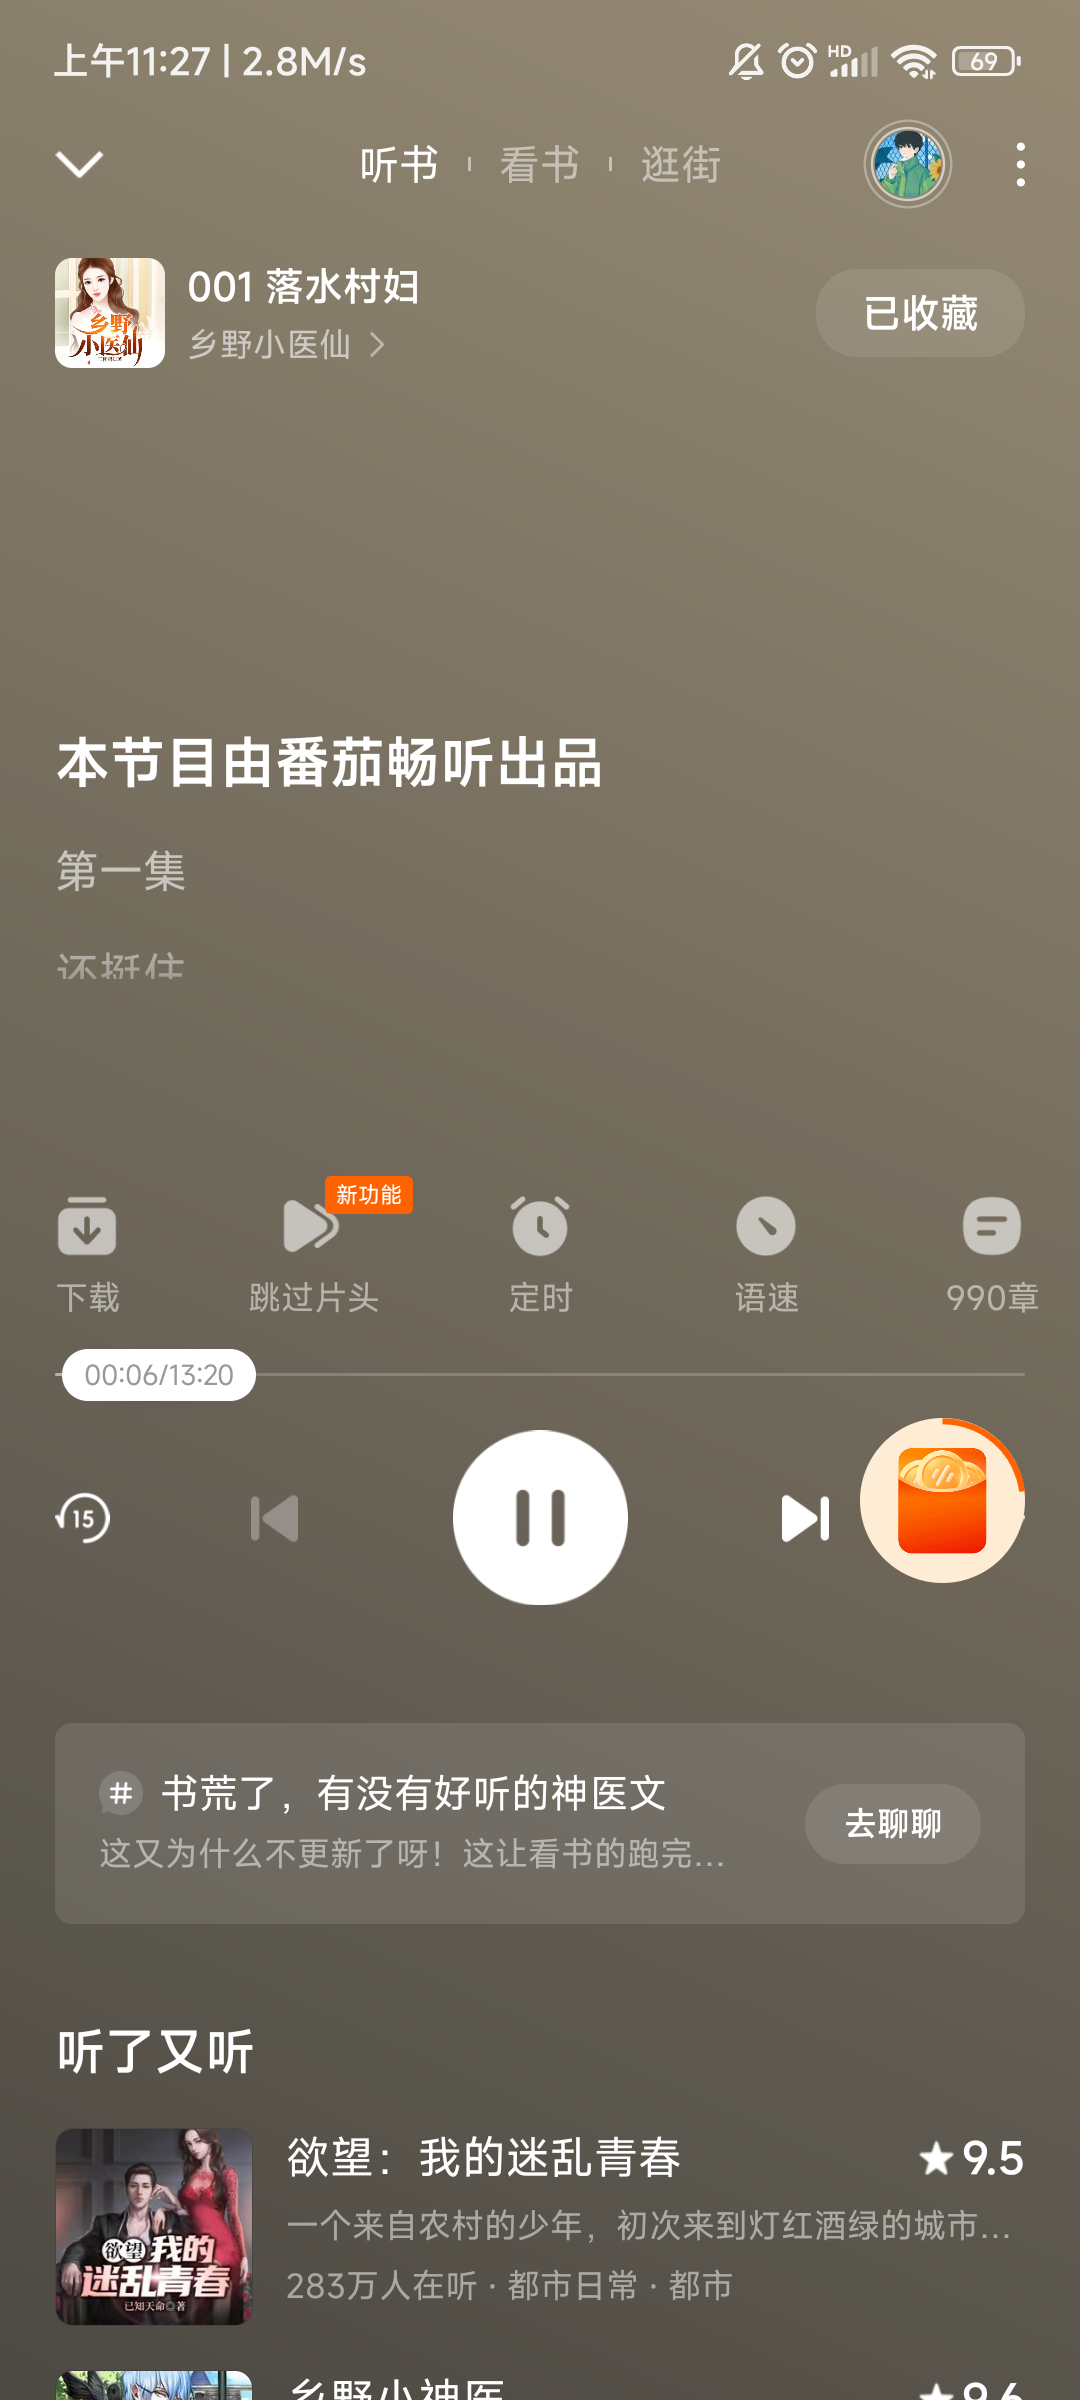 上午11:27 | 2.8M/s
HD
69
听书
看书
逛街
乡野
小医仙
001 落水村妇
乡野小医仙
已收藏
本节目由番茄畅听出品
第一集
还挺住
新功能
下载
跳过片头
定时
语速
990章
00:06/13:20
15
# 书荒了，有没有好听的神医文
这又为什么不更新了呀！这让看书的跑完...
去聊聊
听了又听
欲望 我的
迷乱青春
已知天命◎著
欲望：我的迷乱青春
9.5
一个来自农村的少年，初次来到灯红酒绿的城市...
283万人在听 · 都市日常 · 都市
乡野小神医
9.6